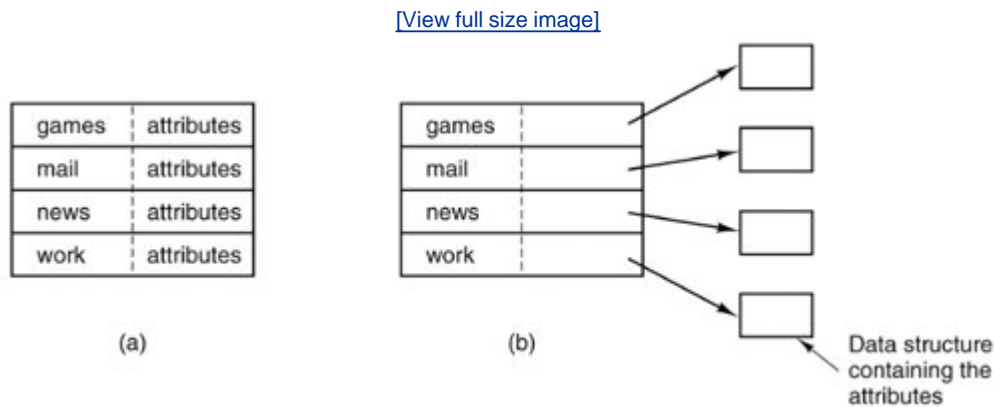 [View full size image]
games attributes
mail attributes
news attributes
work attributes
(a)
games
mail
news
work
(b)
Data structure
containing the
attributes